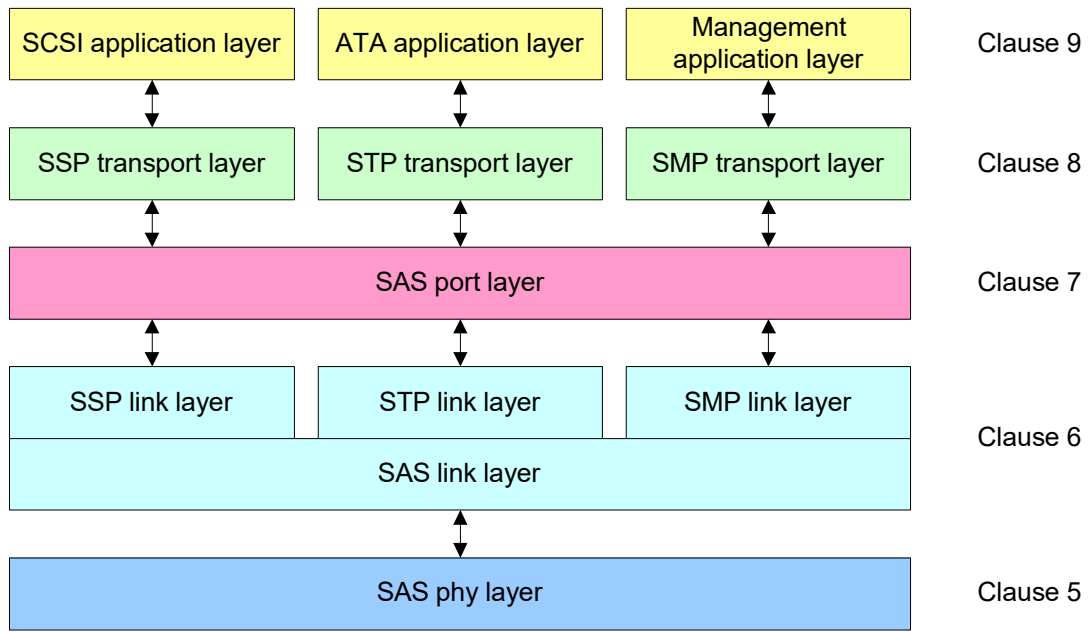 SCSI application layer
ATA application layer
Management
application layer
Clause 9
SSP transport layer
STP transport layer
SMP transport layer
Clause 8
SAS port layer
Clause 7
SSP link layer
STP link layer
SMP link layer
Clause 6
SAS link layer
SAS phy layer
Clause 5